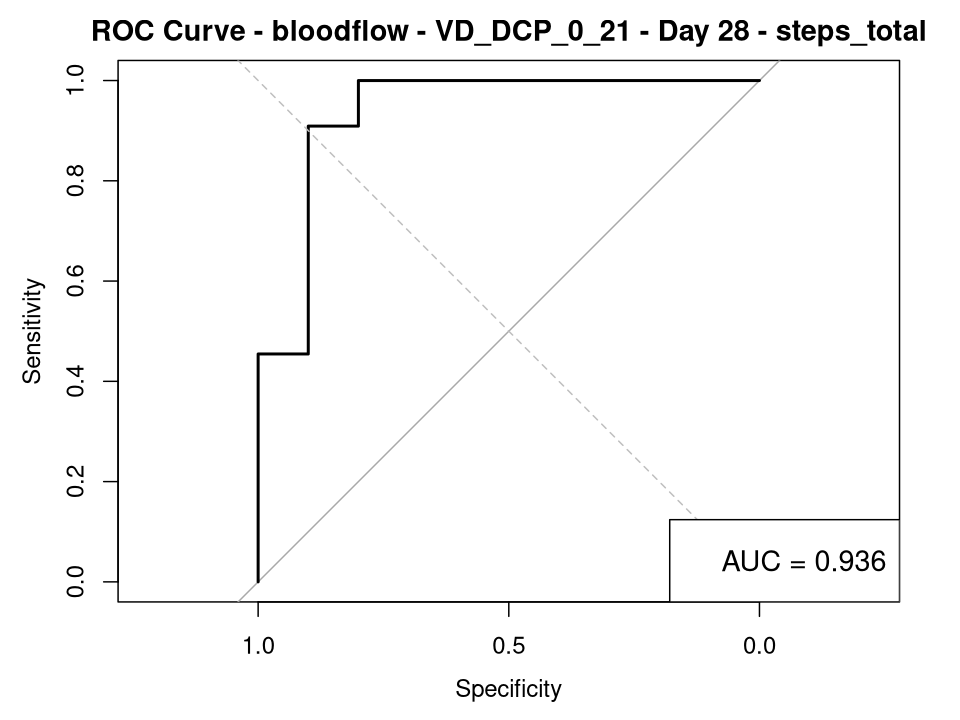 ROC Curve - bloodflow - VD_DCP_0_21 - Day 28 - steps_total
1.0
0.8
0.6
0.4
0.2
0.0
Sensitivity
AUC = 0.936
1.0 0.5 0.0
Specificity